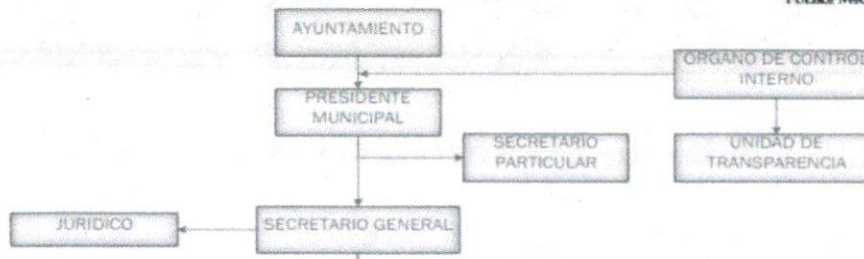 AYUNTAMIENTO
ORGANO DE CONTROL
INTERNO
PRESIDENTE
MUNICIPAL
SECRETARIO
PARTICULAR
UNIDAD DE
TRANSPARENCIA
JURIDICO
SECRETARIO GENERAL